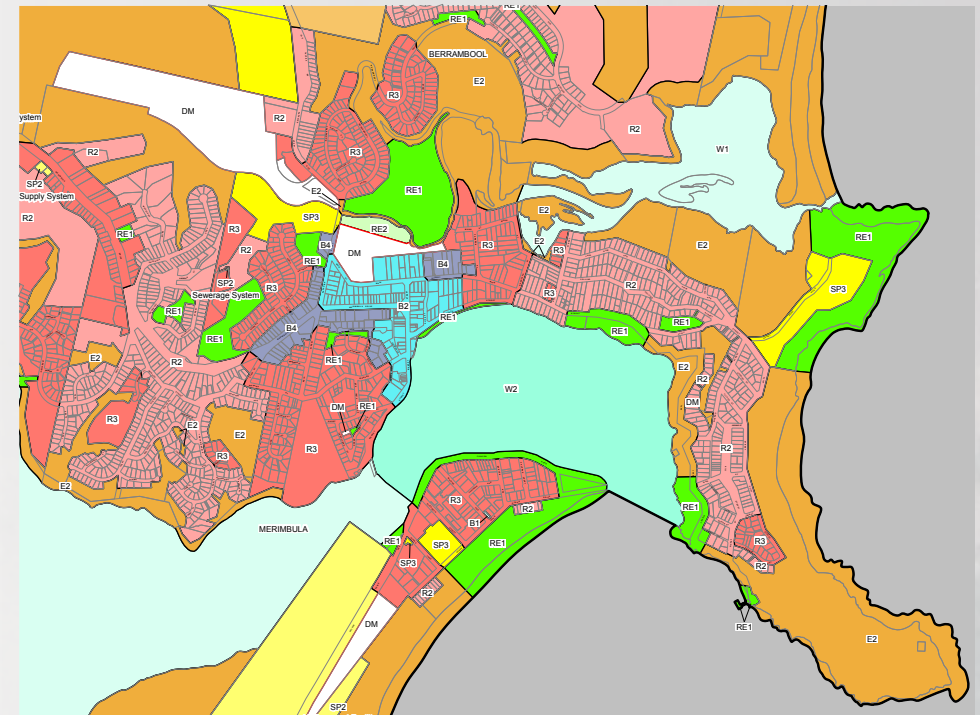 RE1
RE1
BERRAMBOOL
E2
R3
DM
R2
ystem
R2
W1
R2
R3
SP2
E2
RE1
Supply System
R2
SP3
E2
RE2
RE1
R3
RE1
B4
R3
E2
E2
R2
DM
R3
RE1
B4
SP2
R3
R2
SP3
Sewerage System
R3
B2
RE1
RE1
B4
RE1
RE1
RE1
E2
RE1
R2
E2
R2
W2
DM
DM
RE1
R3
E2
E2
R3
R2
R3
E2
R3
RE1
R2
B1
MERIMBULA
RE1
SP3
RE1
R3
SP3
R2
R2
DM
RE1
E2
SP2